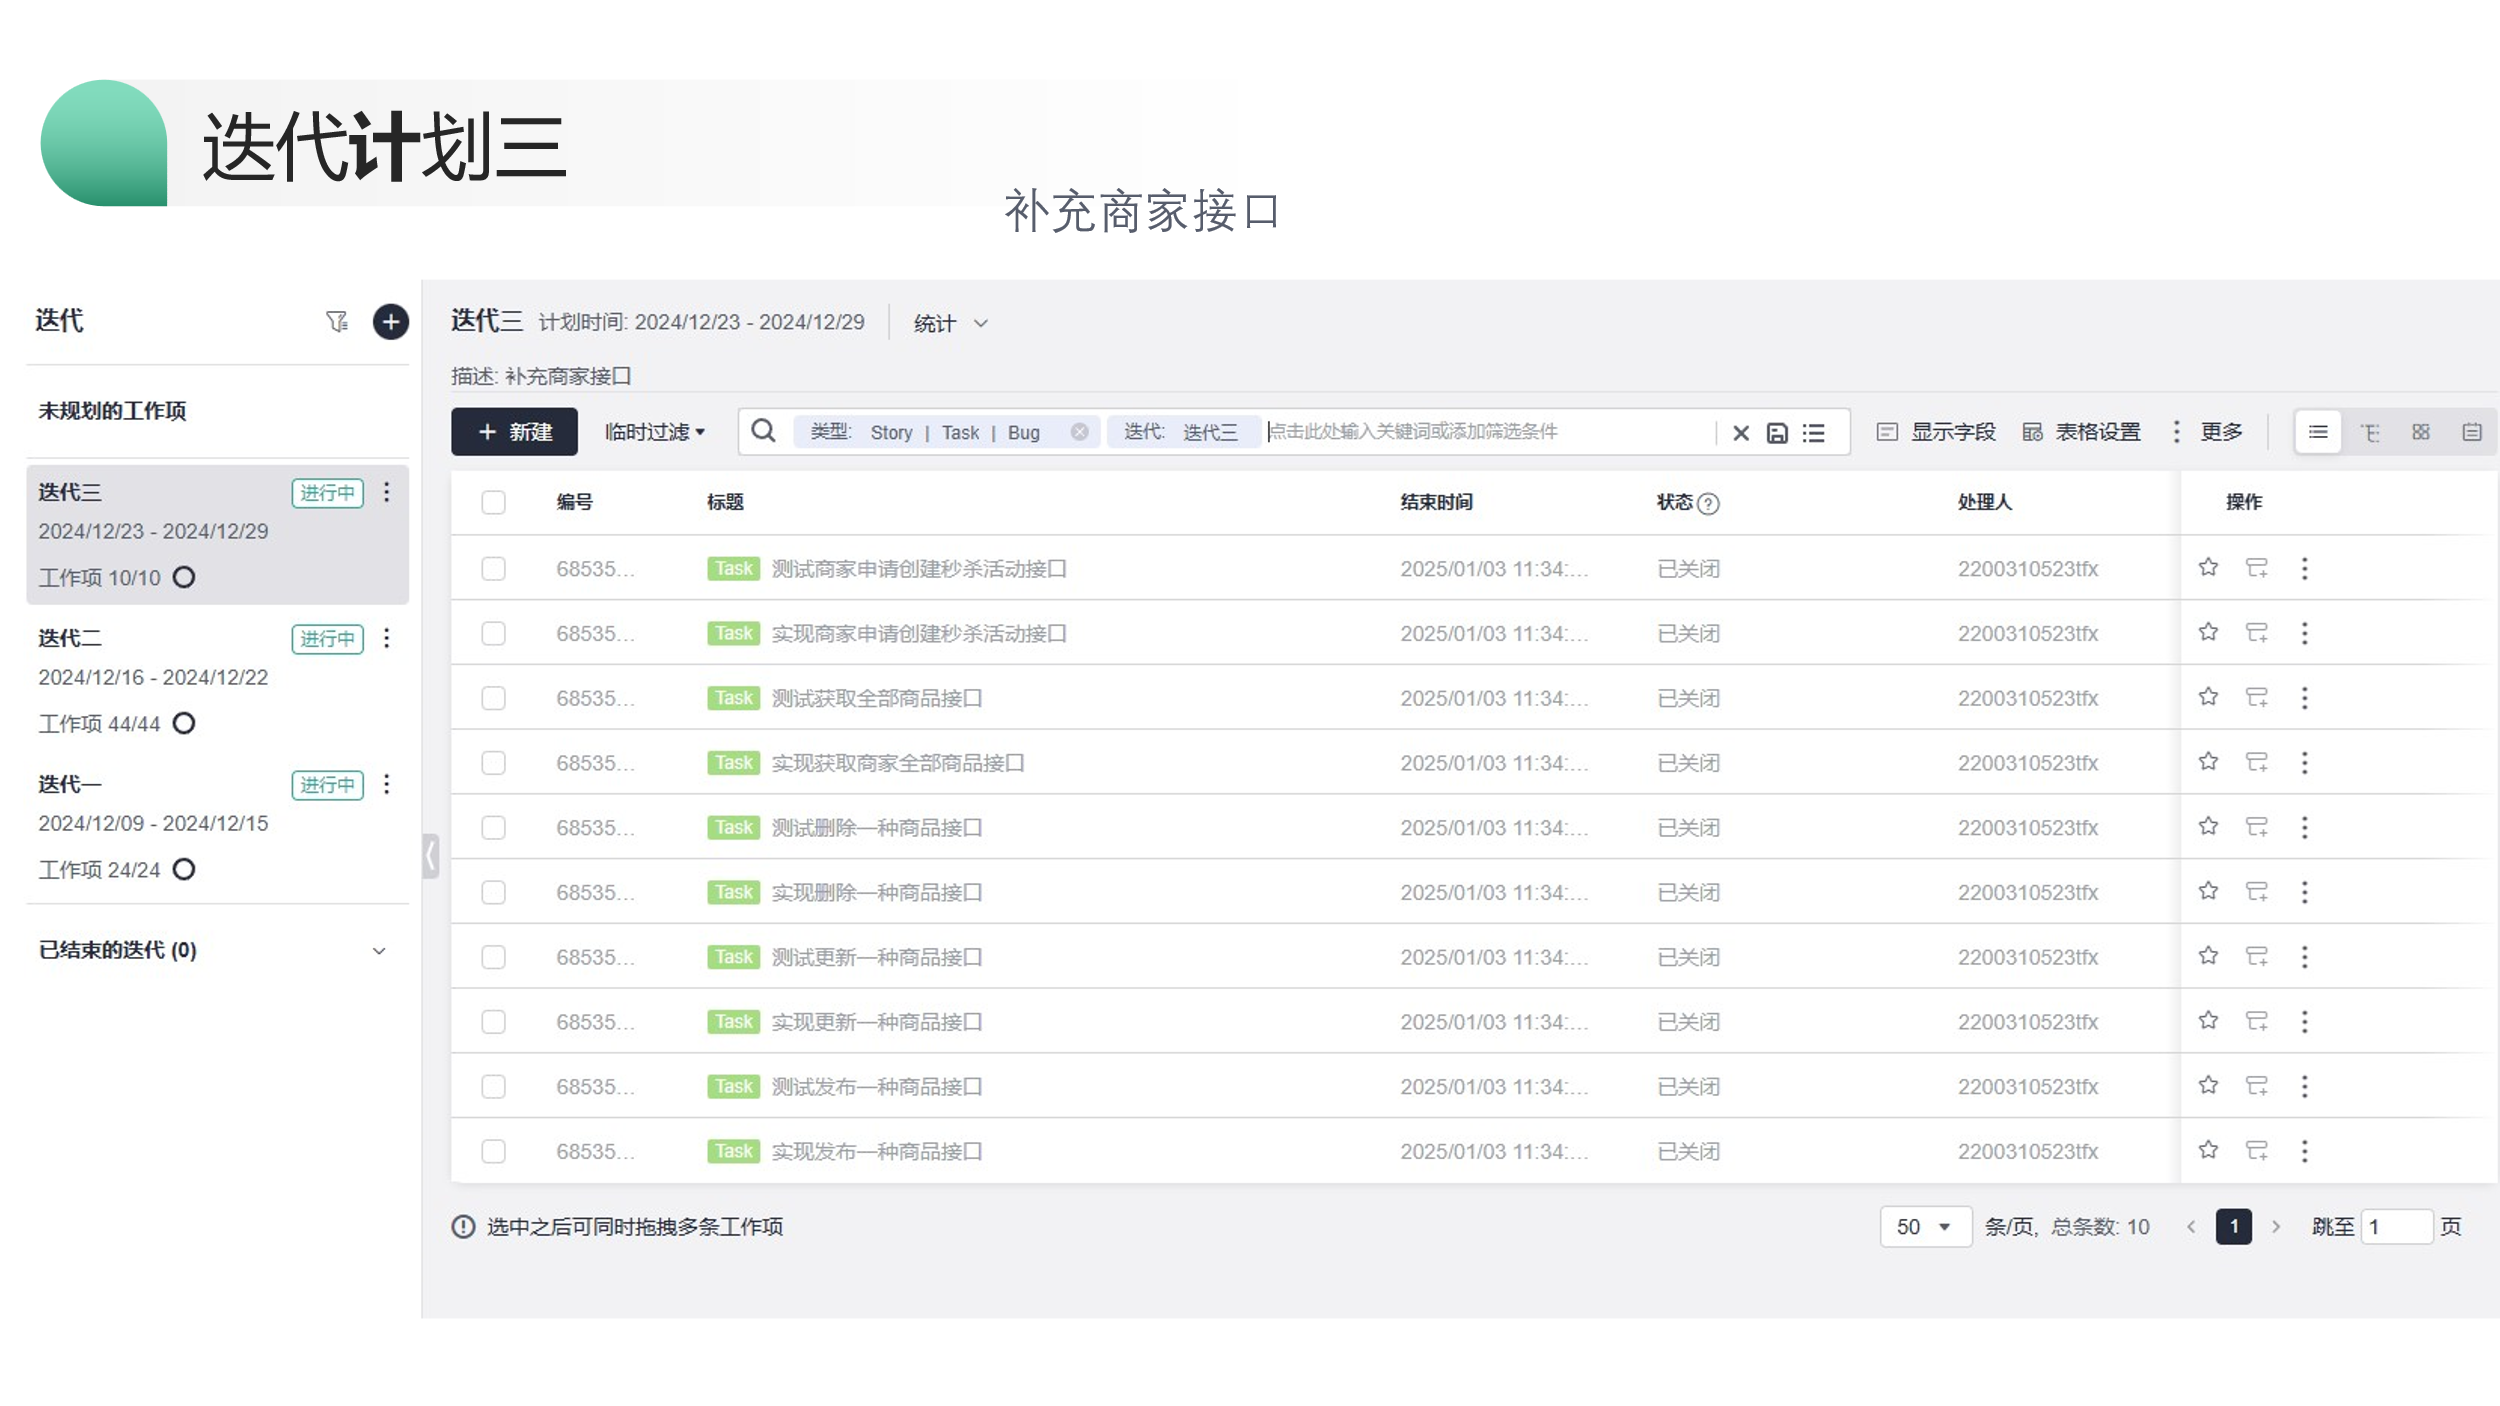 迭代计划三
补充商家接口
迭代
未规划的工作项
迭代三 进行中
2024/12/23 - 2024/12/29
工作项 10/10
迭代二 进行中
2024/12/16 - 2024/12/22
工作项 44/44
迭代一 进行中
2024/12/09 - 2024/12/15
工作项 24/24
已结束的迭代 (0)
迭代三 计划时间: 2024/12/23 - 2024/12/29 统计
描述: 补充商家接口
+ 新建 临时过滤 类型: Story | Task | Bug 迭代: 迭代三 点击此处输入关键词或添加筛选条件 显示字段 表格设置 更多
编号 标题 结束时间 状态 处理人 操作
68535... Task 测试商家申请创建秒杀活动接口 2025/01/03 11:34:... 已关闭 2200310523tfx
68535... Task 实现商家申请创建秒杀活动接口 2025/01/03 11:34:... 已关闭 2200310523tfx
68535... Task 测试获取全部商品接口 2025/01/03 11:34:... 已关闭 2200310523tfx
68535... Task 实现获取商家全部商品接口 2025/01/03 11:34:... 已关闭 2200310523tfx
68535... Task 测试删除一种商品接口 2025/01/03 11:34:... 已关闭 2200310523tfx
68535... Task 实现删除一种商品接口 2025/01/03 11:34:... 已关闭 2200310523tfx
68535... Task 测试更新一种商品接口 2025/01/03 11:34:... 已关闭 2200310523tfx
68535... Task 实现更新一种商品接口 2025/01/03 11:34:... 已关闭 2200310523tfx
68535... Task 测试发布一种商品接口 2025/01/03 11:34:... 已关闭 2200310523tfx
68535... Task 实现发布一种商品接口 2025/01/03 11:34:... 已关闭 2200310523tfx
选中之后可同时拖拽多条工作项 50 条/页, 总条数: 10 < 1 > 跳至 1 页